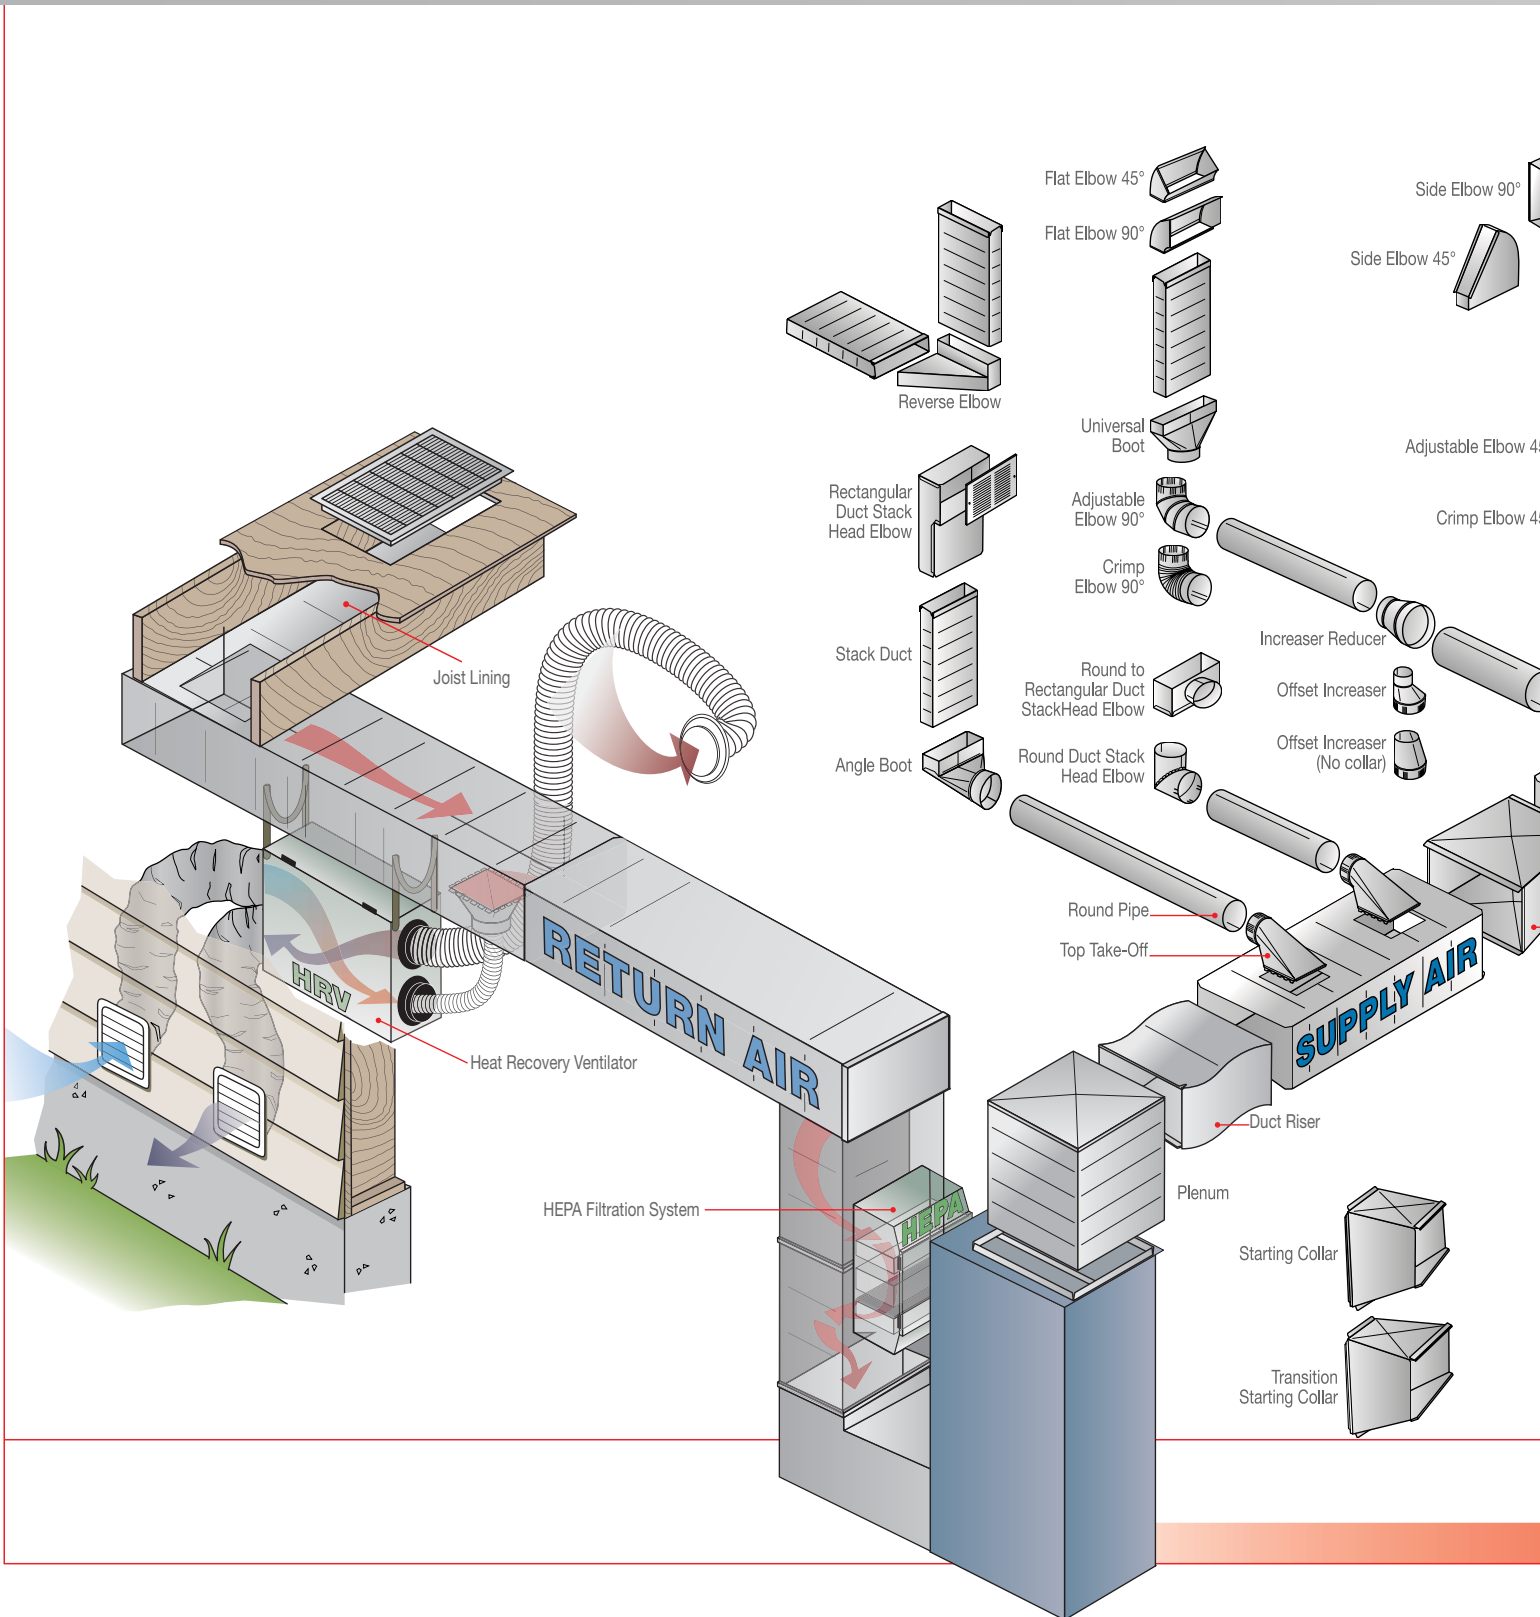 Flat Elbow 45°
Side Elbow 90°
Flat Elbow 90°
Side Elbow 45°
Reverse Elbow
Universal
Boot
Adjustable Elbow 45
Rectangular
Duct Stack
Head Elbow
Adjustable
Elbow 90°
Crimp Elbow 45
Crimp
Elbow 90°
Increaser Reducer
Stack Duct
Joist Lining
Round to
Rectangular Duct
StackHead Elbow
Offset Increaser
Offset Increaser
(No collar)
Angle Boot
Round Duct Stack
Head Elbow
Round Pipe
Top Take-Off
RETURN AIR
SUPPLY AIR
HRV
Heat Recovery Ventilator
Duct Riser
Plenum
HEPA Filtration System
HEPA
Starting Collar
Transition
Starting Collar